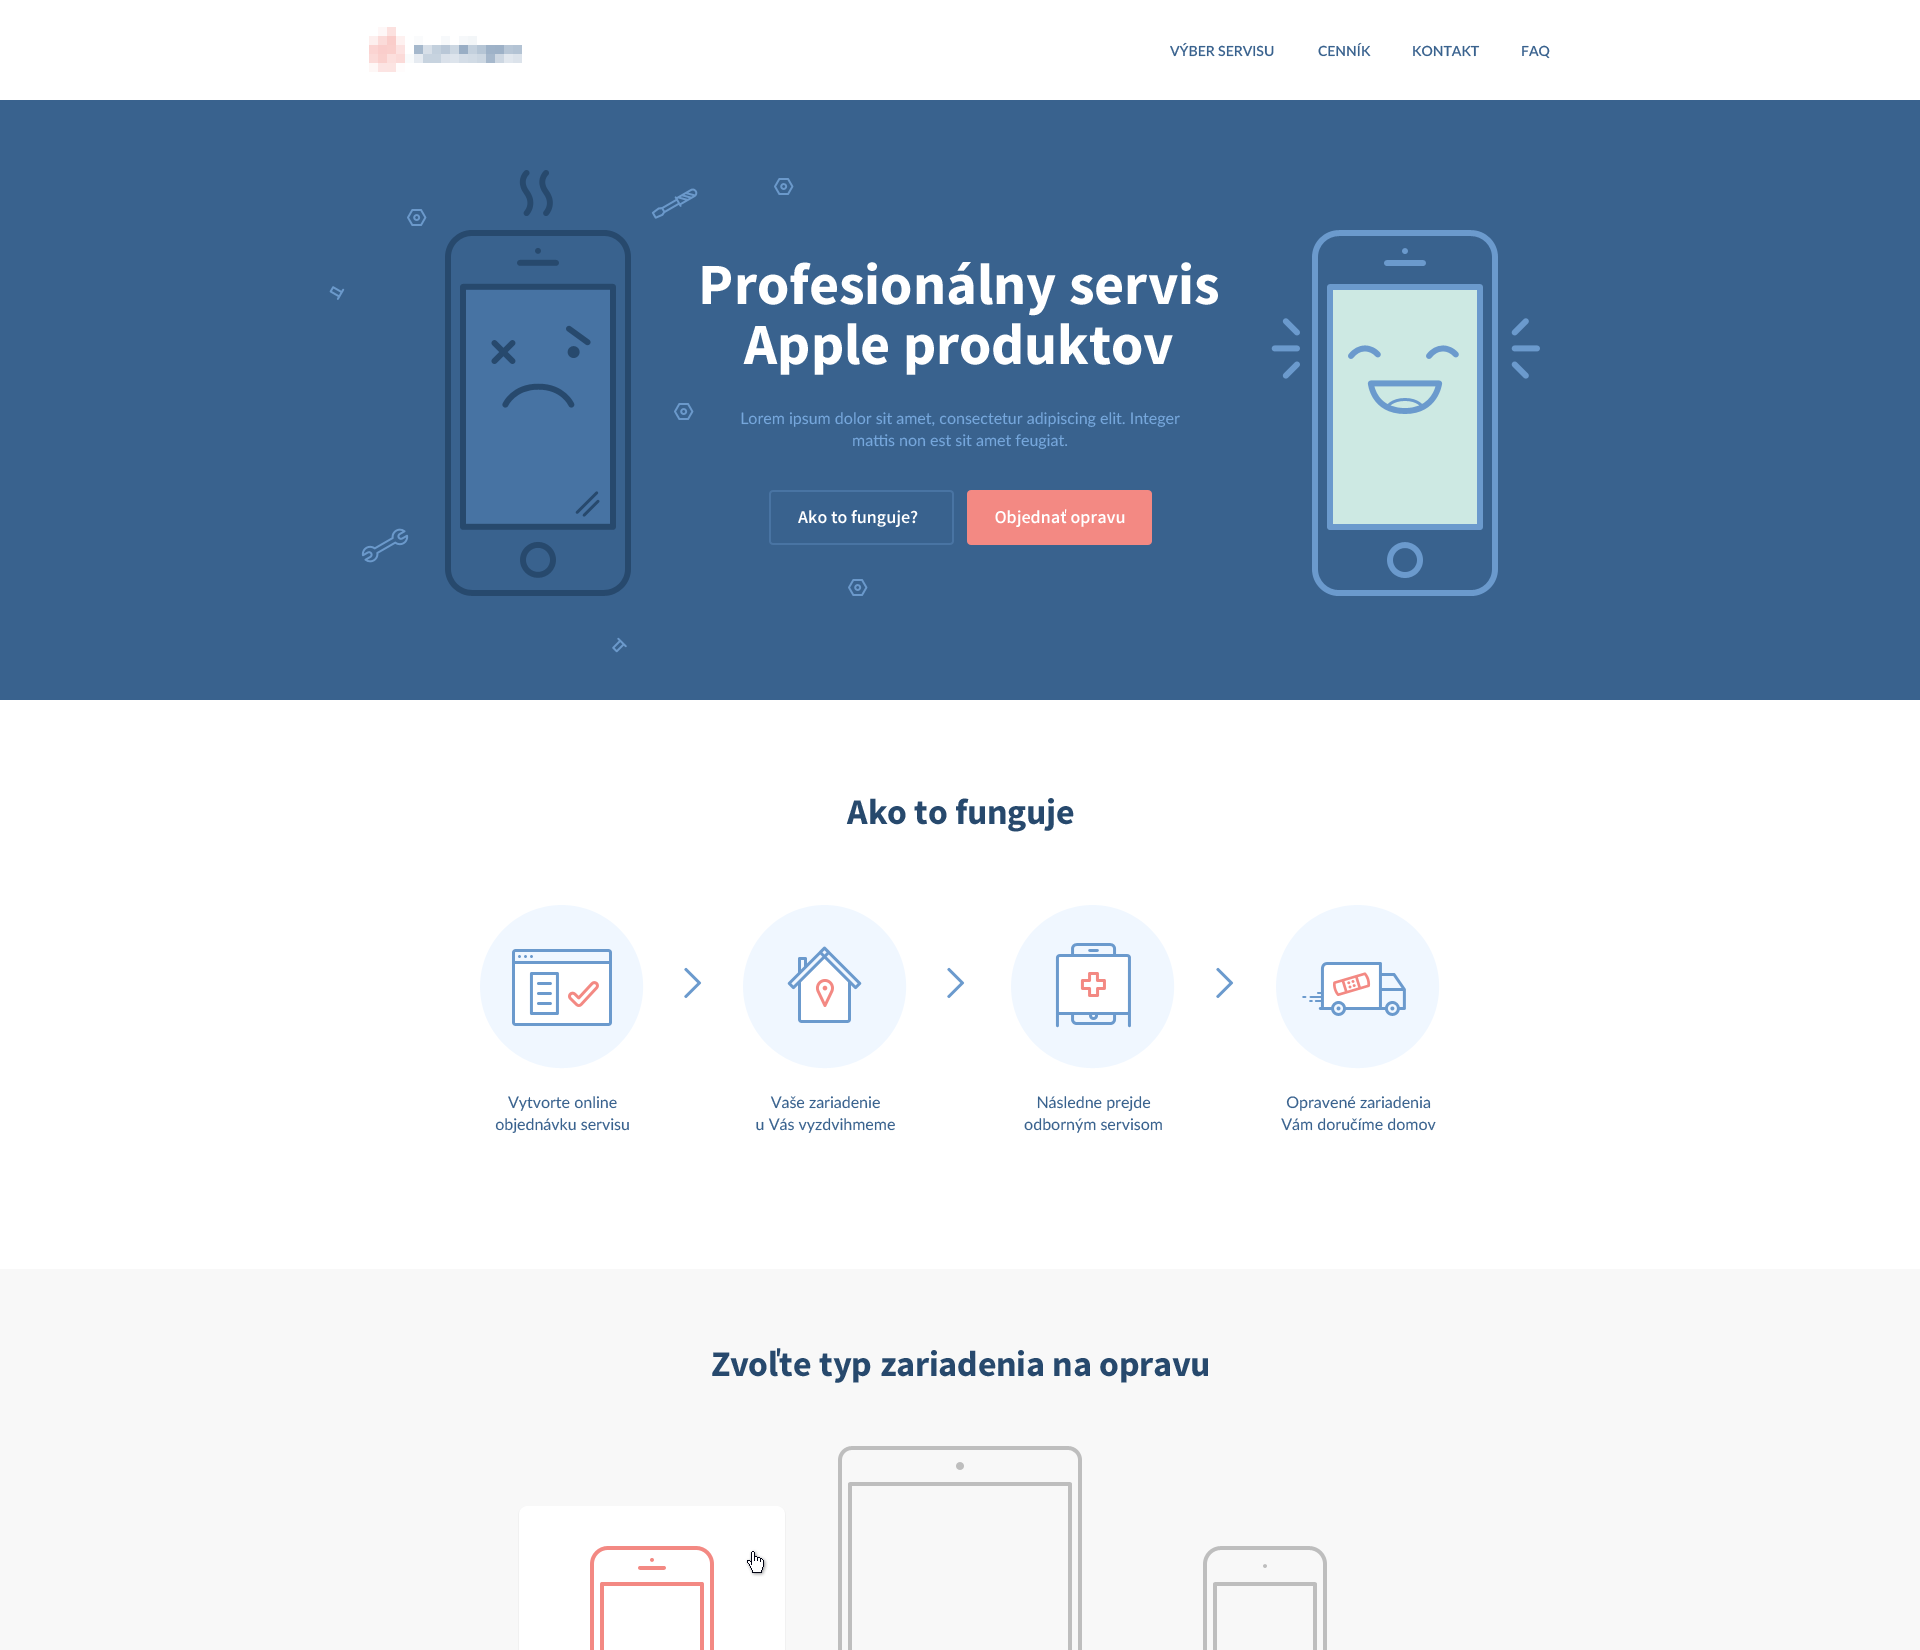 VÝBER SERVISU
CENNÍK
KONTAKT
FAQ
Profesionálny servis
Apple produktov
Lorem ipsum dolor sit amet, consectetur adipiscing elit. Integer
mattis non est sit amet feugiat.
Ako to funguje?
Objednať opravu
Ako to funguje
Vytvorte online
objednávku servisu
Vaše zariadenie
u Vás vyzdvihmeme
Následne prejde
odborným servisom
Opravené zariadenia
Vám doručíme domov
Zvoľte typ zariadenia na opravu